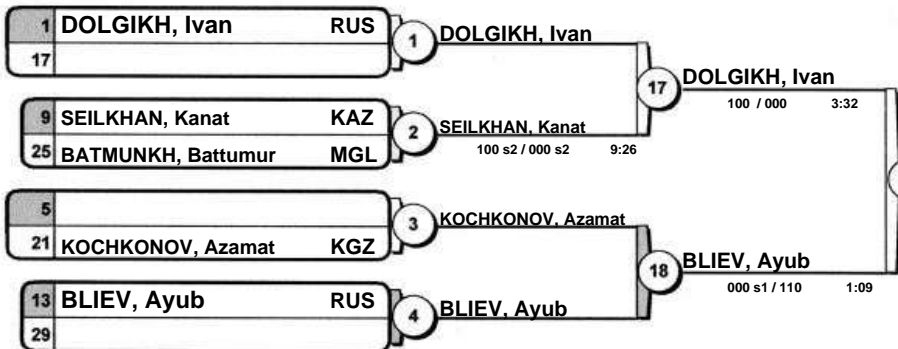 1 DOLGIKH, Ivan RUS
17
1
DOLGIKH, Ivan
9 SEILKHAN, Kanat KAZ
25 BATMUNKH, Battumur MGL
2
SEILKHAN, Kanat
100 s2 / 000 s2 9:26
17
DOLGIKH, Ivan
100 / 000 3:32
5
21 KOCHKONOV, Azamat KGZ
3
KOCHKONOV, Azamat
13 BLIEV, Ayub RUS
29
4
BLIEV, Ayub
18
BLIEV, Ayub
000 s1 / 110 1:09